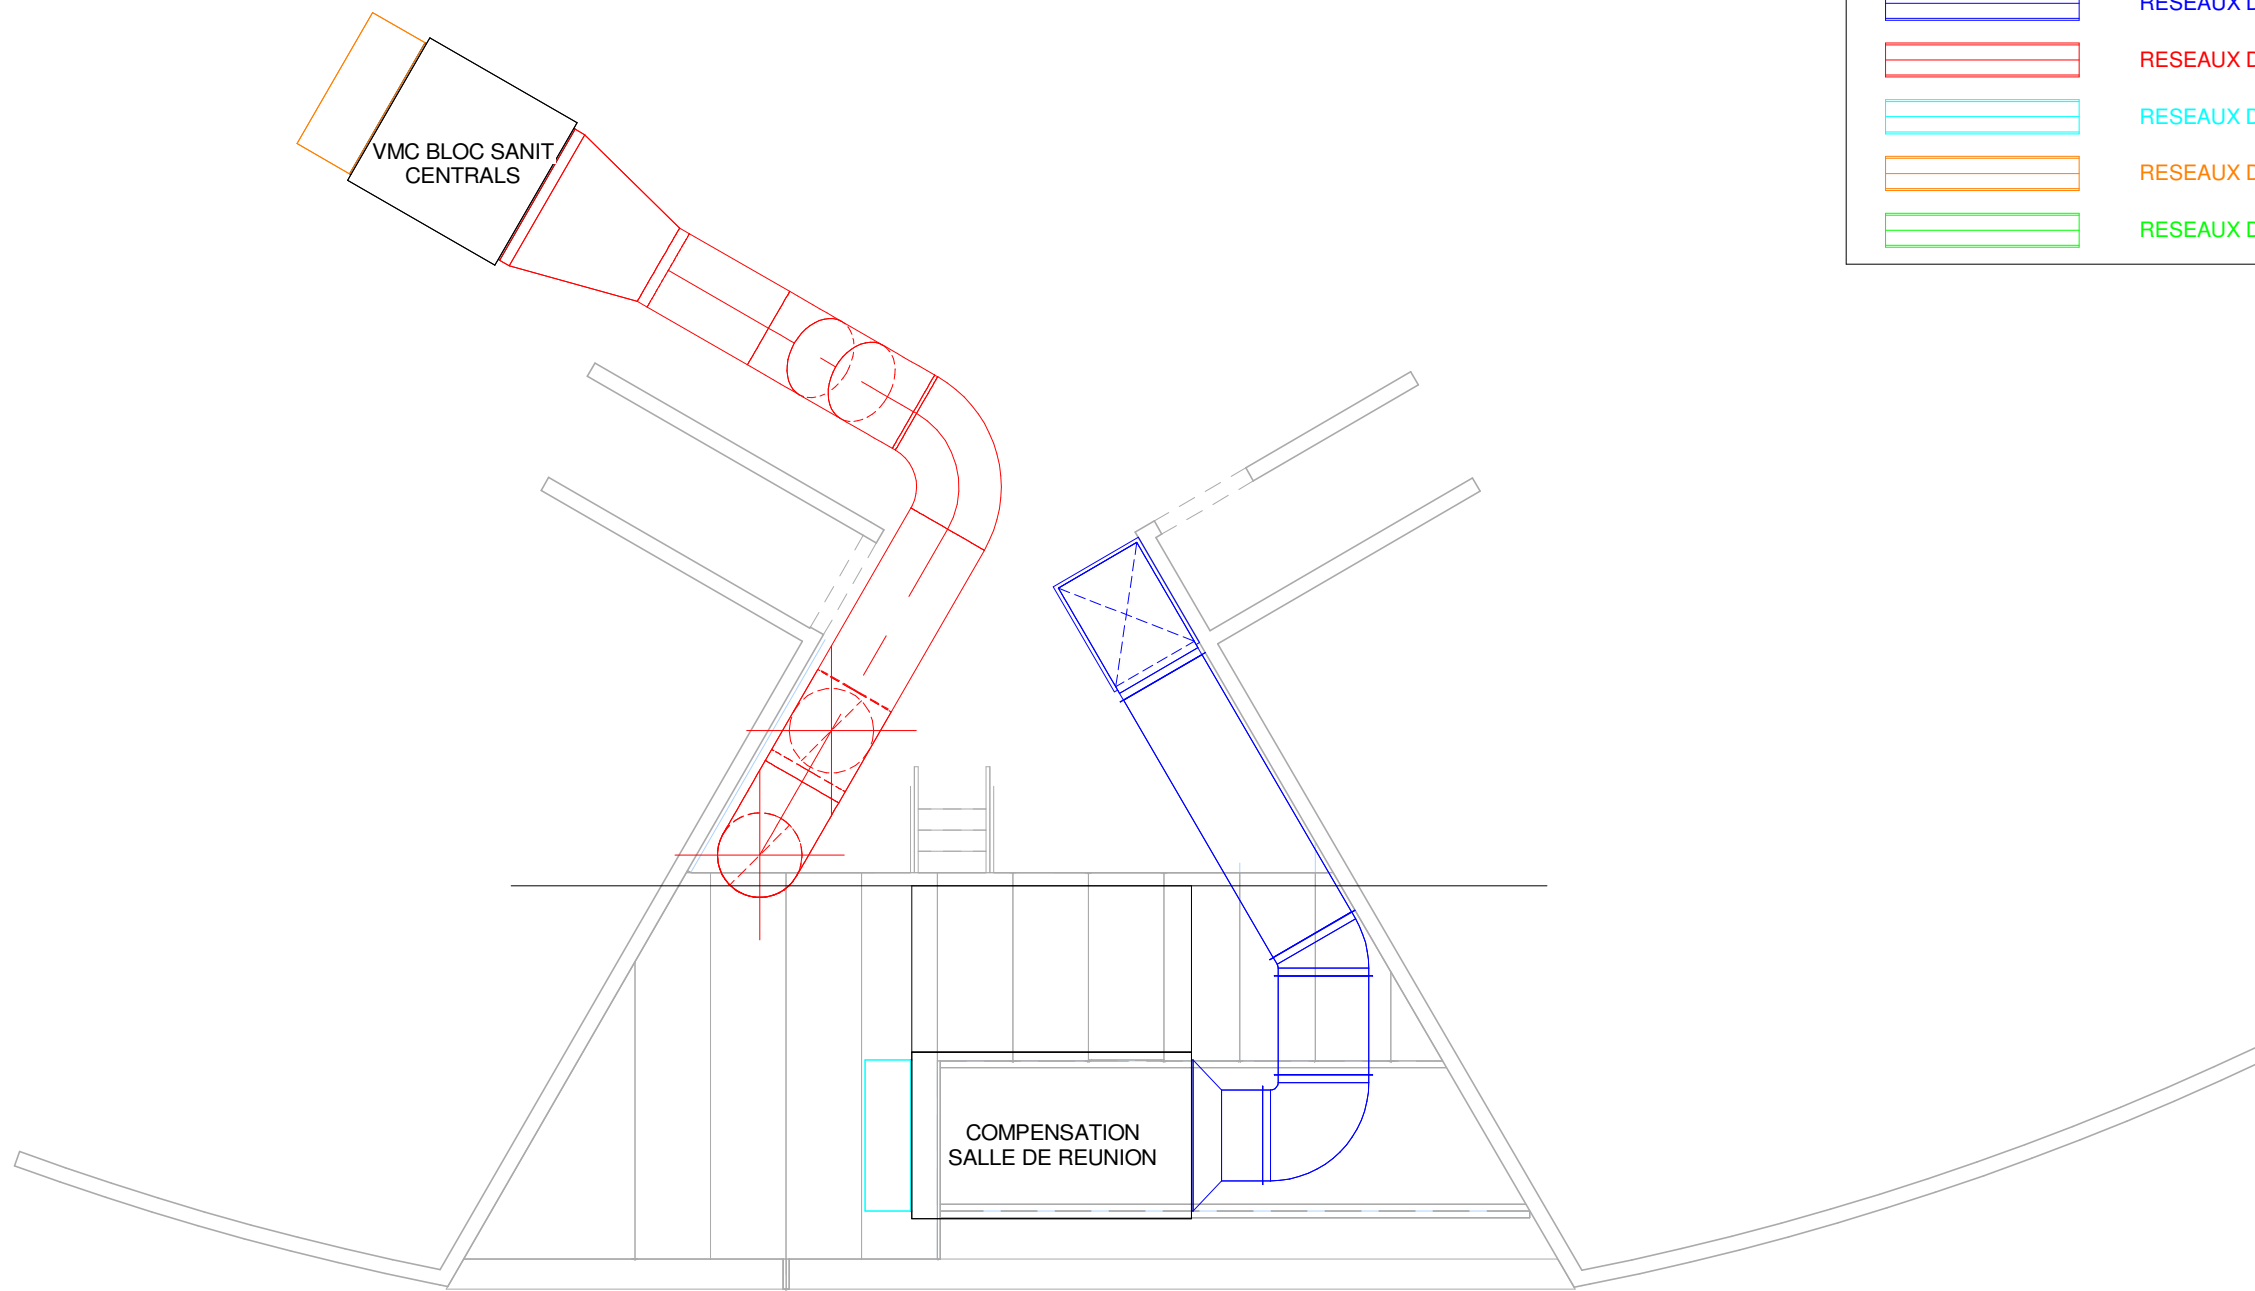 RESEAUX D
RESEAUX D
RESEAUX D
RESEAUX D
RESEAUX D
VMC BLOC SANIT
CENTRALS
COMPENSATION
SALLE DE REUNION